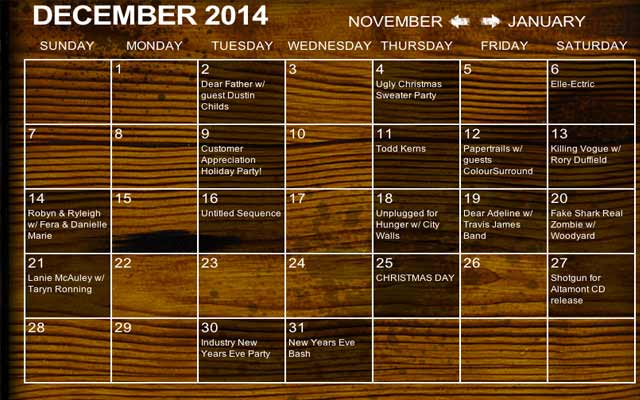 DECEMBER 2014
NOVEMBER JANUARY
SUNDAY MONDAY TUESDAY WEDNESDAY THURSDAY FRIDAY SATURDAY
1
2
Dear Father w/
guest Dustin
Childs
3
4
Ugly Christmas
Sweater Party
5
6
Elle-Ectric
7
8
9
Customer
Appreciation
Holiday Party!
10
11
Todd Kerns
12
Papertrails w/
guests
ColourSurround
13
Killing Vogue w/
Rory Duffield
14
Robyn & Ryleigh
w/ Fera & Danielle
Marie
15
16
Untitled Sequence
17
18
Unplugged for
Hunger w/ City
Walls
19
Dear Adeline w/
Travis James
Band
20
Fake Shark Real
Zombie w/
Woodyard
21
Lanie McAuley w/
Taryn Ronning
22
23
24
25
CHRISTMAS DAY
26
27
Shotgun for
Altamont CD
release
28
29
30
Industry New
Years Eve Party
31
New Years Eve
Bash